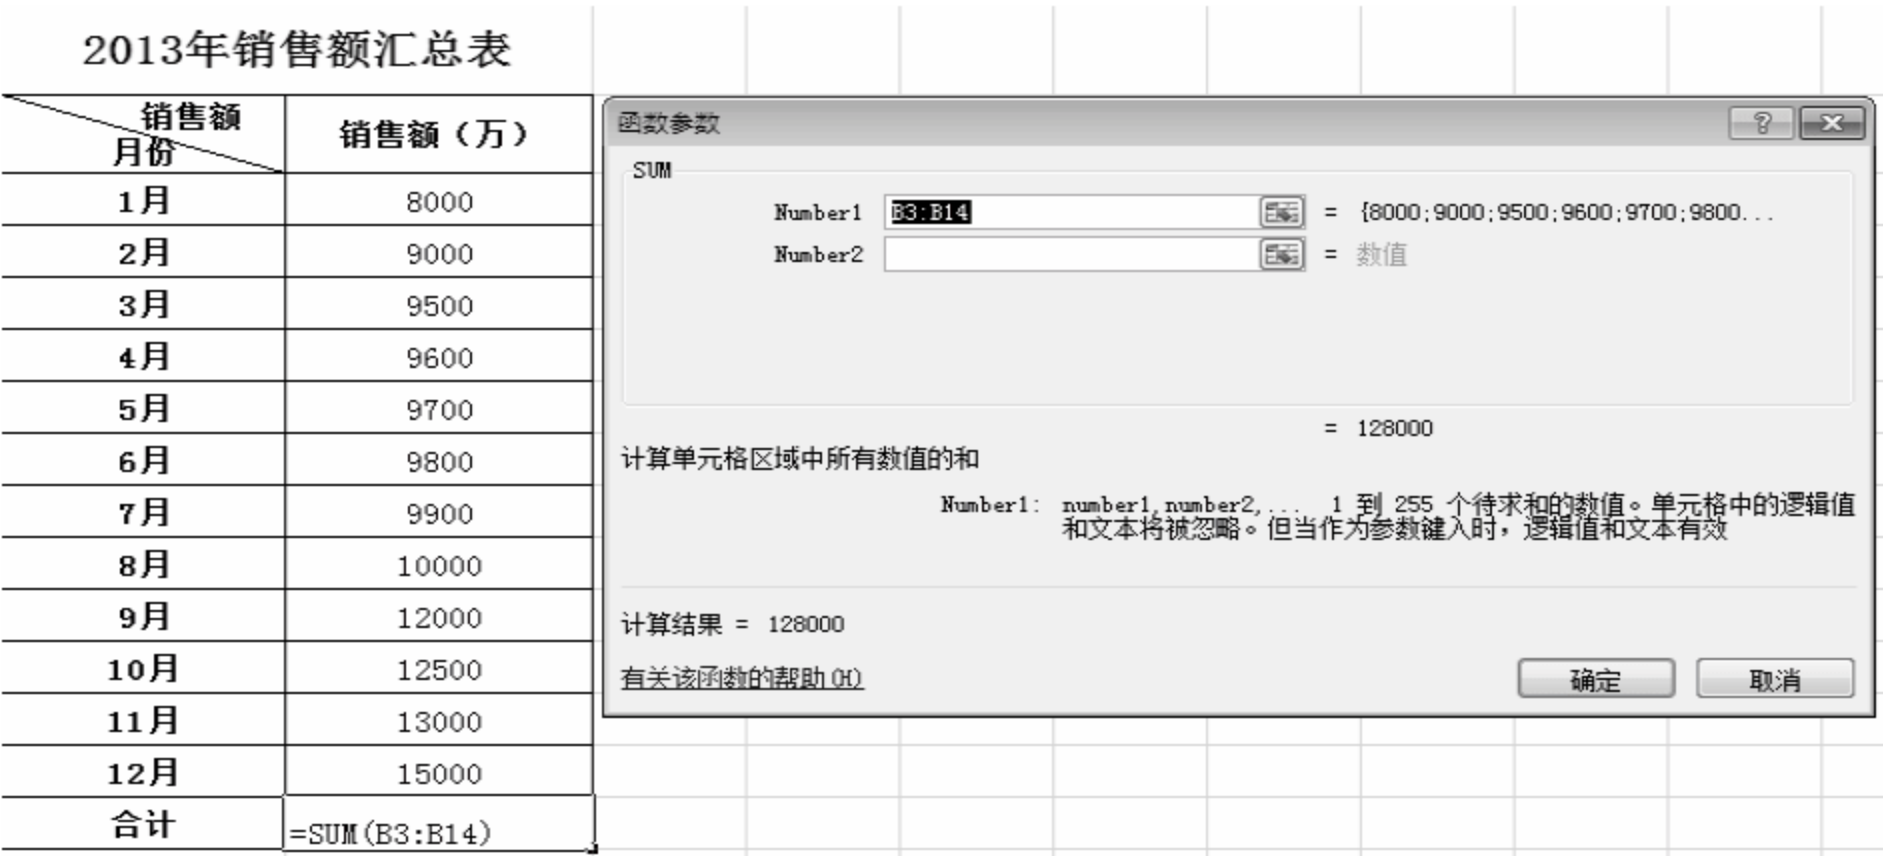 2013年销售额汇总表
销售额
月份
销售额（万）
1月 8000
2月 9000
3月 9500
4月 9600
5月 9700
6月 9800
7月 9900
8月 10000
9月 12000
10月 12500
11月 13000
12月 15000
合计 =SUM(B3:B14)
函数参数
SUM
Number1 B3:B14 = {8000;9000;9500;9600;9700;9800...
Number2 = 数值
= 128000
计算单元格区域中所有数值的和
Number1: number1,number2,... 1 到 255 个待求和的数值。单元格中的逻辑值
和文本将被忽略。但当作为参数键入时，逻辑值和文本有效
计算结果 = 128000
有关该函数的帮助(H)
确定 取消